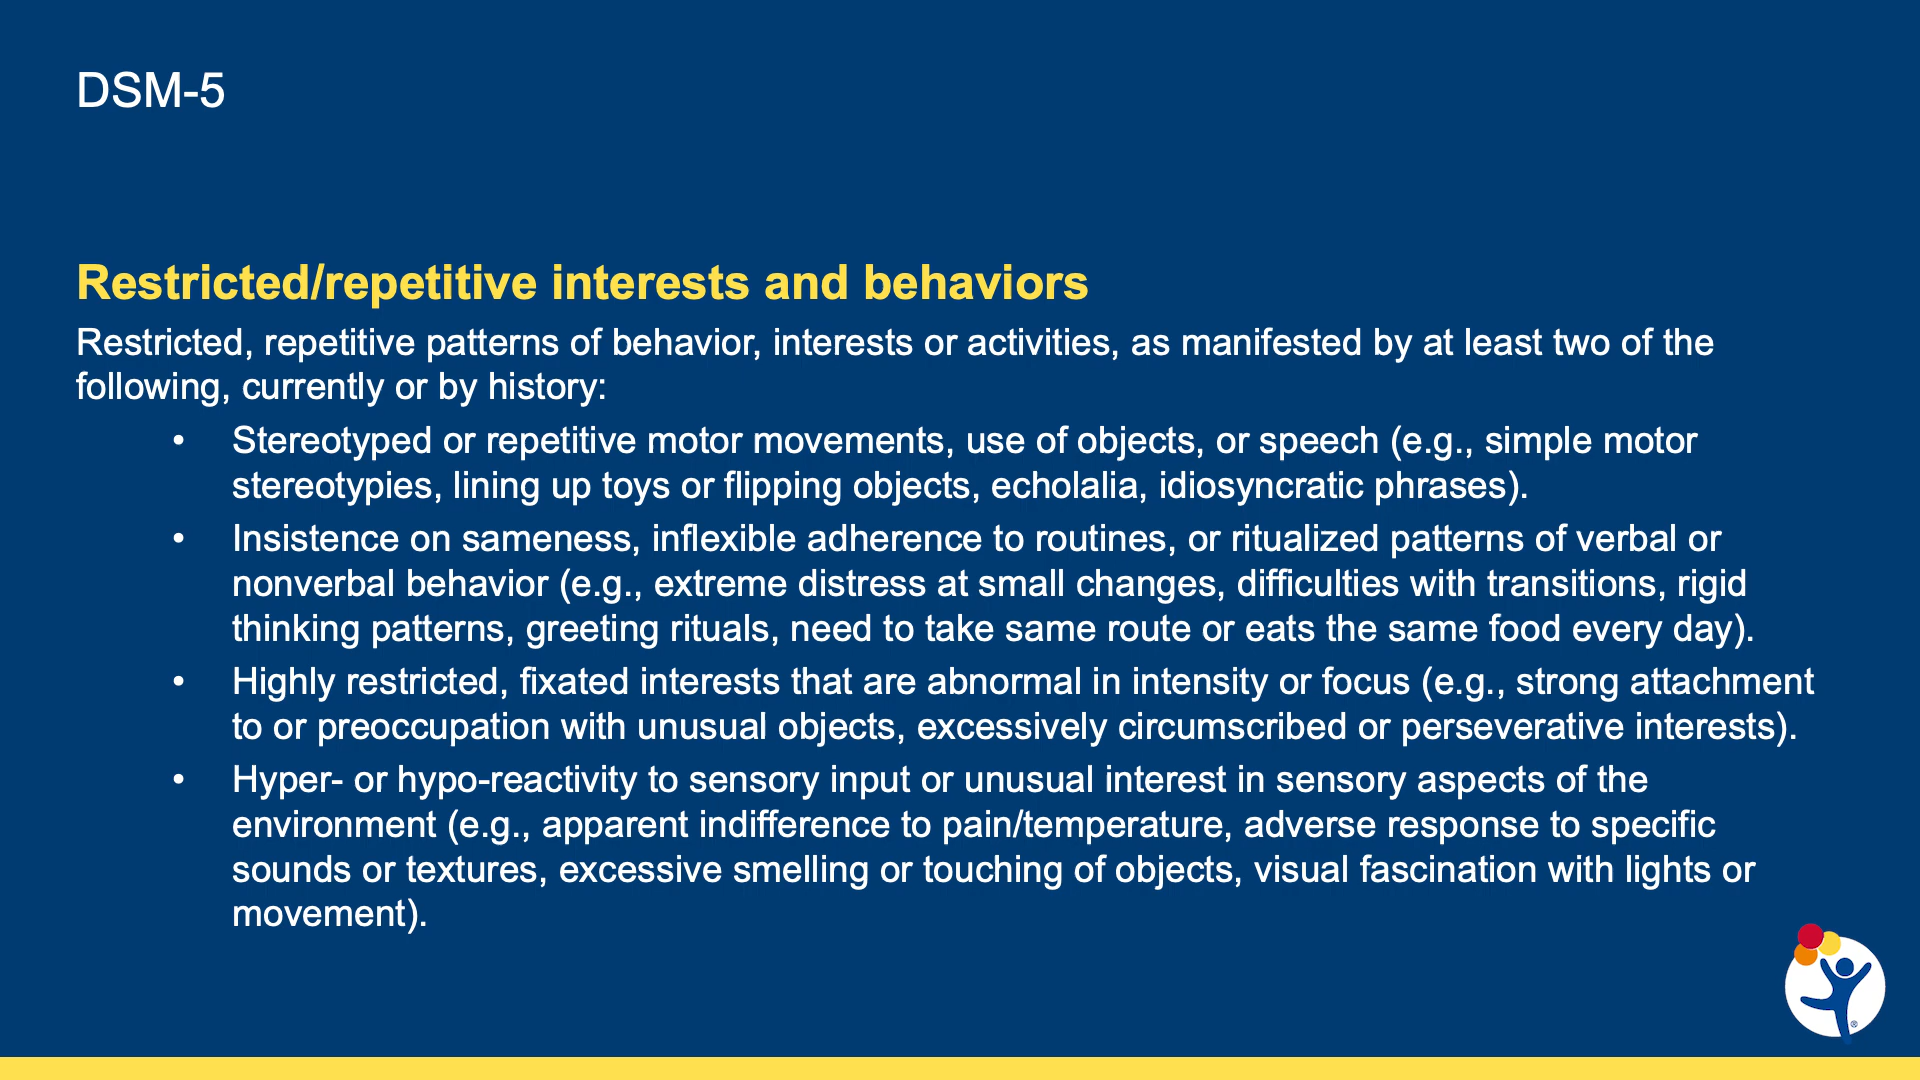 DSM-5
Restricted/repetitive interests and behaviors
Restricted, repetitive patterns of behavior, interests or activities, as manifested by at least two of the
following, currently or by history:
• Stereotyped or repetitive motor movements, use of objects, or speech (e.g., simple motor
stereotypies, lining up toys or flipping objects, echolalia, idiosyncratic phrases).
• Insistence on sameness, inflexible adherence to routines, or ritualized patterns of verbal or
nonverbal behavior (e.g., extreme distress at small changes, difficulties with transitions, rigid
thinking patterns, greeting rituals, need to take same route or eats the same food every day).
• Highly restricted, fixated interests that are abnormal in intensity or focus (e.g., strong attachment
to or preoccupation with unusual objects, excessively circumscribed or perseverative interests).
• Hyper- or hypo-reactivity to sensory input or unusual interest in sensory aspects of the
environment (e.g., apparent indifference to pain/temperature, adverse response to specific
sounds or textures, excessive smelling or touching of objects, visual fascination with lights or
movement).
®